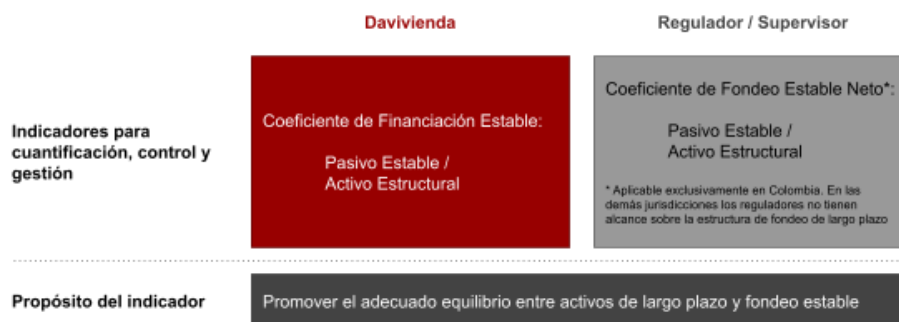 Davivienda
Regulador / Supervisor
Indicadores para
cuantificación, control y
gestión
Coeficiente de Financiación Estable:
Pasivo Estable /
Activo Estructural
Coeficiente de Fondeo Estable Neto*:
Pasivo Estable /
Activo Estructural
* Aplicable exclusivamente en Colombia. En las
demás jurisdicciones los reguladores no tienen
alcance sobre la estructura de fondeo de largo plazo
Propósito del indicador
Promover el adecuado equilibrio entre activos de largo plazo y fondeo estable